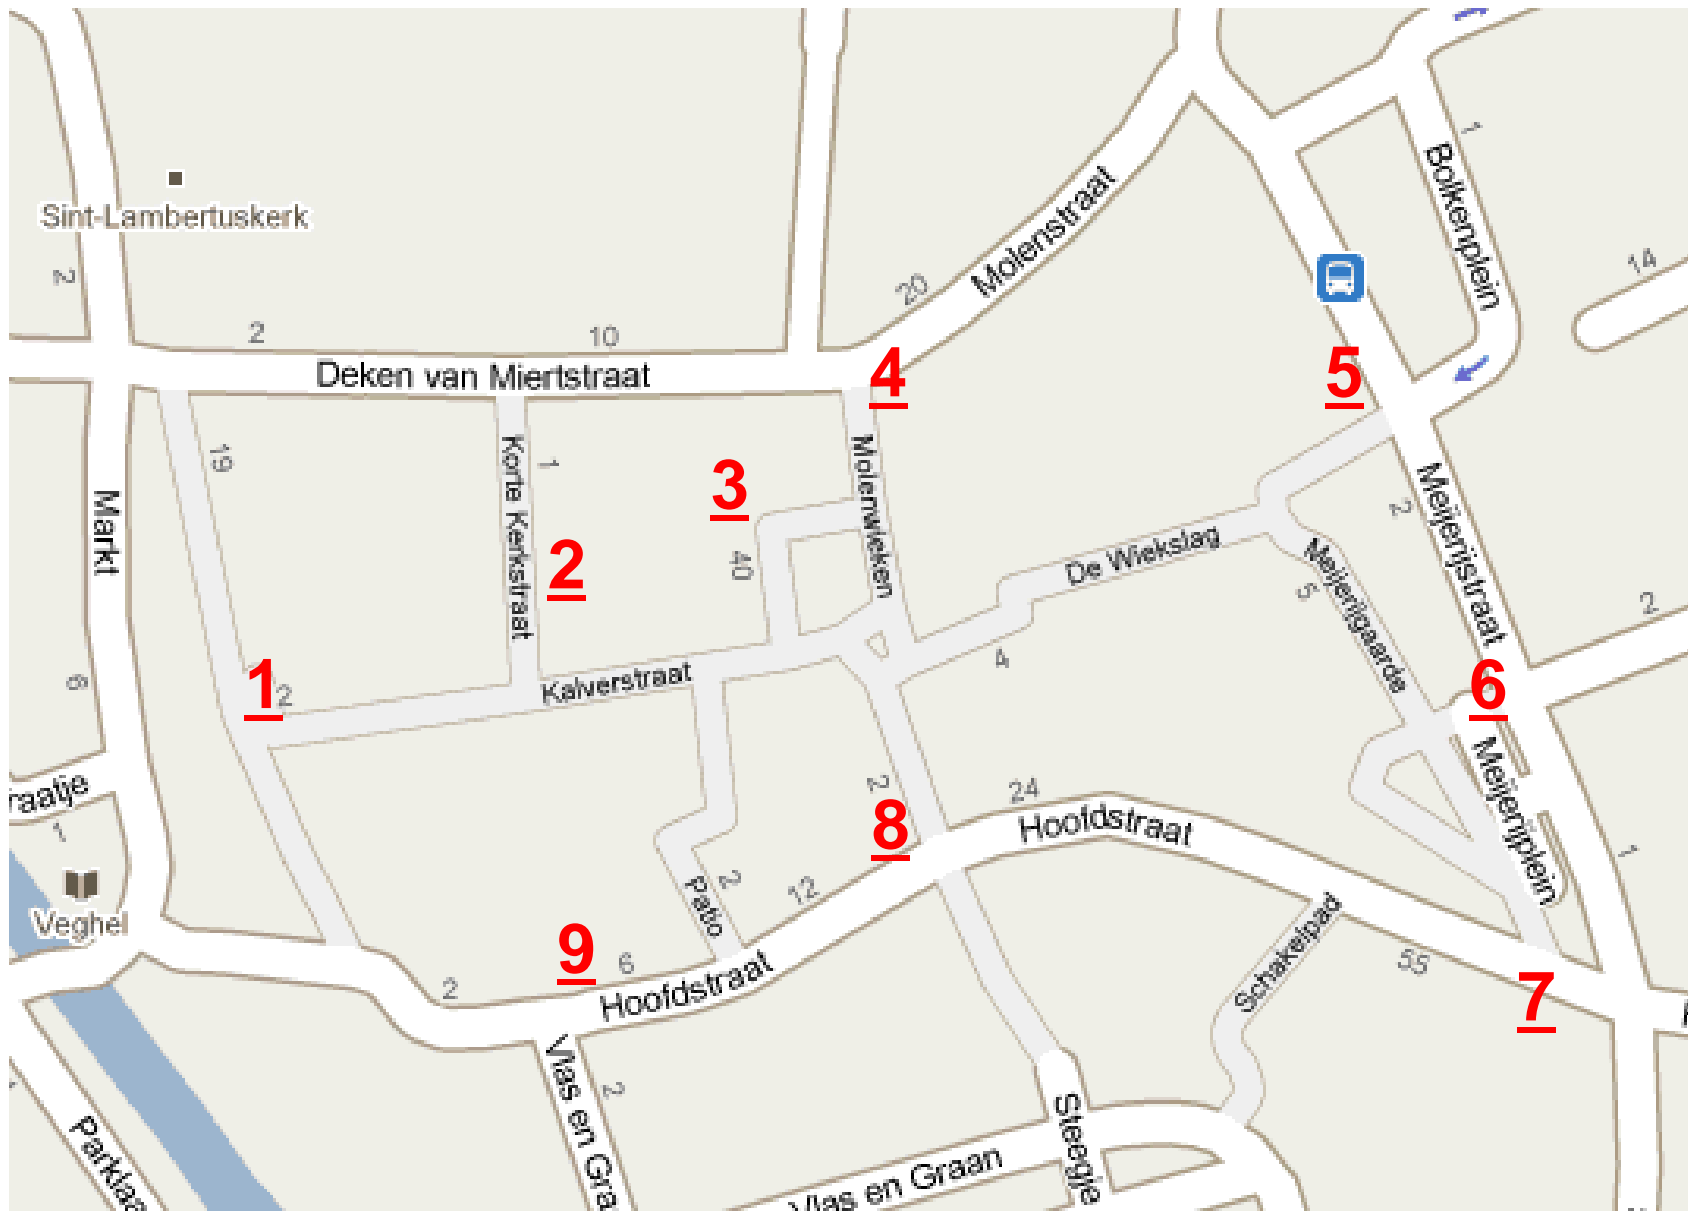 1
Bolkenplein
Molenstraat
Sint-Lambertuskerk
2
20
14
2
10
Deken van Miertstraat
4
5
19
Korte Kerkstraat
1
Molenwieken
3
Markt
Meijerijstraat
2
40
2
De Wiekslag
Meijerijgaarde
5
2
6
1
2
Kalverstraat
4
6
raatje
1
2
8
24
Hoofdstraat
Meijerijplein
1
Veghel
Patio
2
12
Schakelpad
55
9
6
2
Hoofdstraat
7
Vlas en Gra
2
Parklaa
Steegje
Vlas en Graan